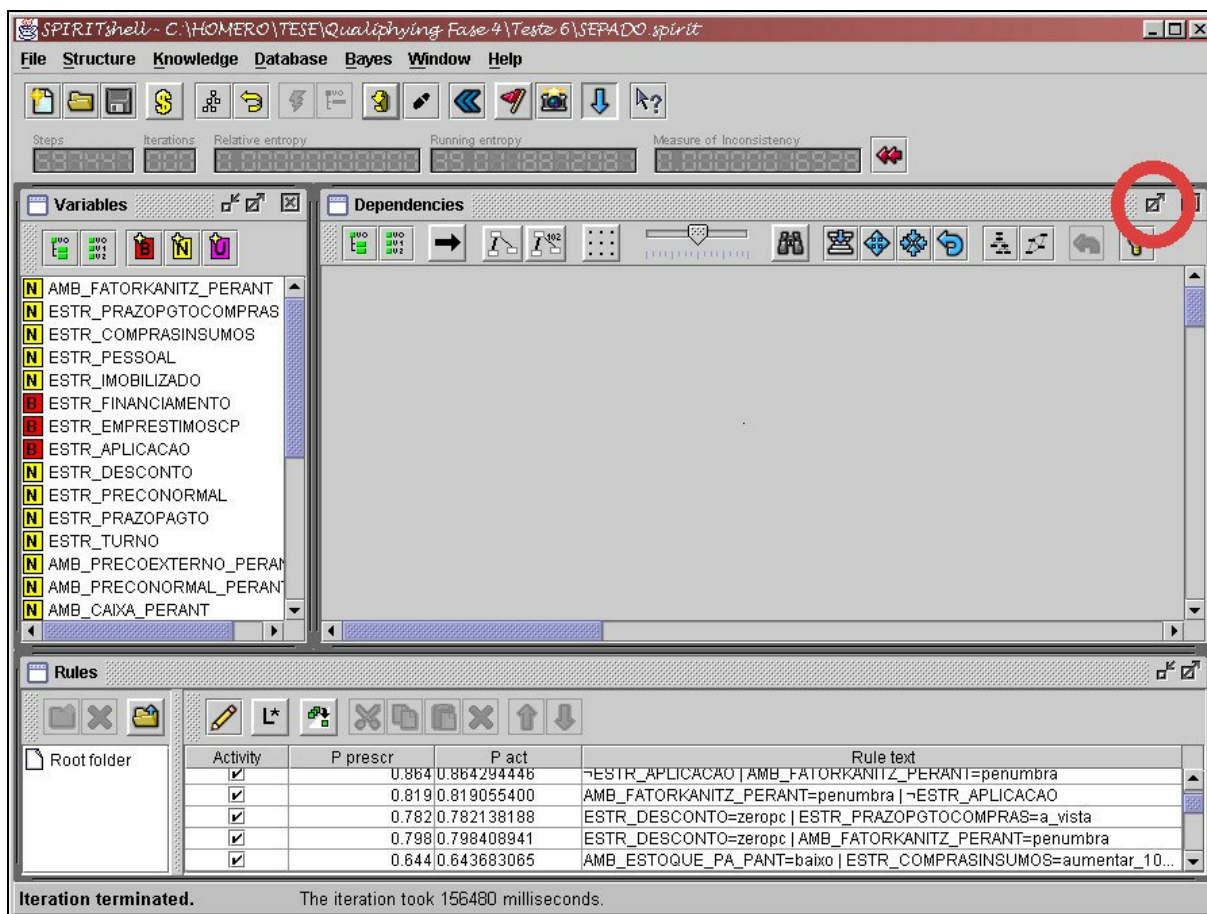 SPIRITshell - C:\HOMERO\TESE\Qualiphying Fase 4\Teste 6\SEPADO.spirit
File Structure Knowledge Database Bayes Window Help
Steps Iterations Relative entropy Running entropy Measure of Inconsistency
Variables
Dependencies
AMB_FATORKANITZ_PERANT
ESTR_PRAZOPGTOCOMPRAS
ESTR_COMPRASINSUMOS
ESTR_PESSOAL
ESTR_IMOBILIZADO
ESTR_FINANCIAMENTO
ESTR_EMPRESTIMOSCP
ESTR_APLICACAO
ESTR_DESCONTO
ESTR_PRECONORMAL
ESTR_PRAZOPAGTO
ESTR_TURNO
AMB_PRECOEXTERNO_PERAN
AMB_PRECONORMAL_PERANT
AMB_CAIXA_PERANT
Rules
L*
Root folder
Activity P prescr P act Rule text
0.864 0.864294446 ¬ESTR_APLICACAO | AMB_FATORKANITZ_PERANT=penumbra
0.819 0.819055400 AMB_FATORKANITZ_PERANT=penumbra | ¬ESTR_APLICACAO
0.782 0.782138188 ESTR_DESCONTO=zeropc | ESTR_PRAZOPGTOCOMPRAS=a_vista
0.798 0.798408941 ESTR_DESCONTO=zeropc | AMB_FATORKANITZ_PERANT=penumbra
0.644 0.643683065 AMB_ESTOQUE_PA_PANT=baixo | ESTR_COMPRASINSUMOS=aumentar_10...
Iteration terminated. The iteration took 156480 milliseconds.